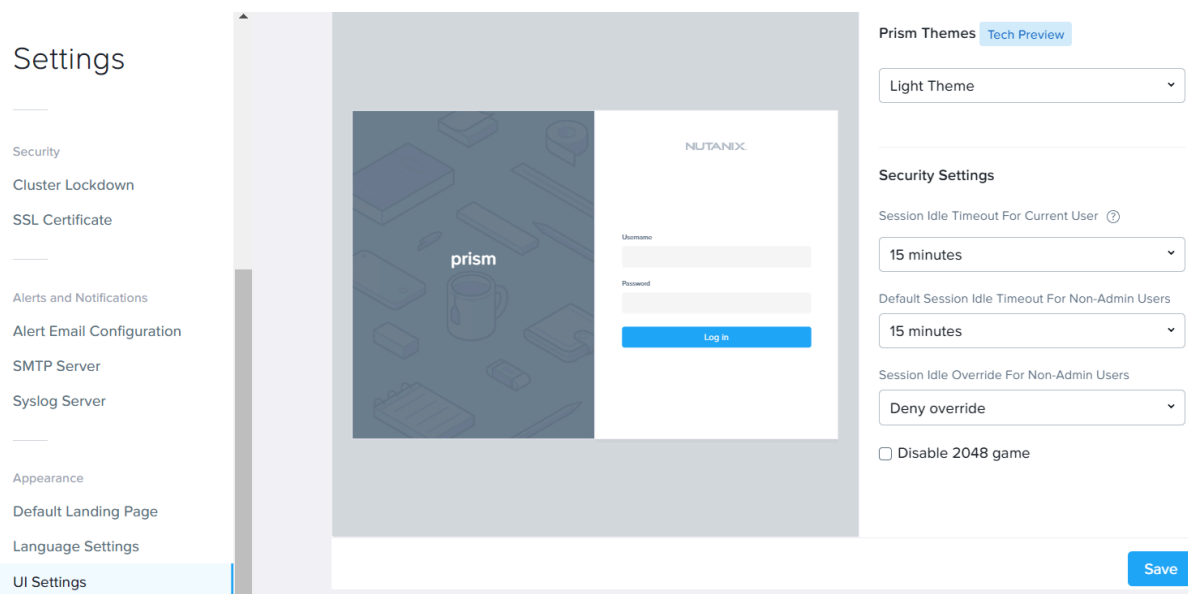 Settings
Security
Cluster Lockdown
SSL Certificate
Alerts and Notifications
Alert Email Configuration
SMTP Server
Syslog Server
Appearance
Default Landing Page
Language Settings
UI Settings
prism
NUTANIX
Username
Password
Log in
Prism Themes Tech Preview
Light Theme
Security Settings
Session Idle Timeout For Current User ?
15 minutes
Default Session Idle Timeout For Non-Admin Users
15 minutes
Session Idle Override For Non-Admin Users
Deny override
Disable 2048 game
Save